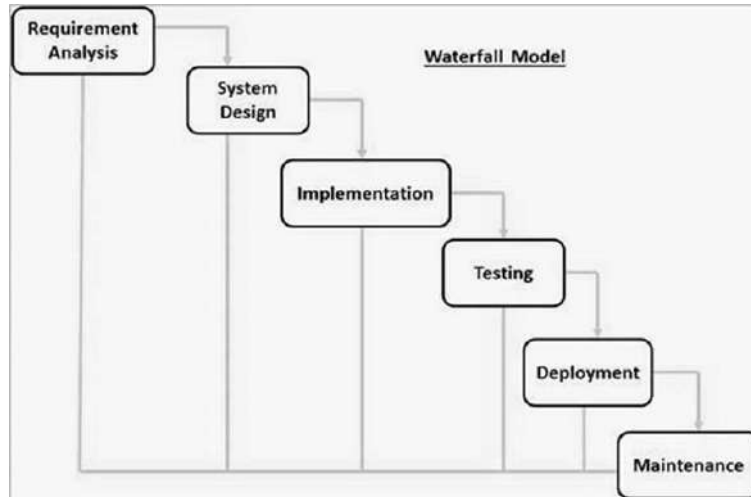 Requirement
Analysis
Waterfall Model
System
Design
Implementation
Testing
Deployment
Maintenance